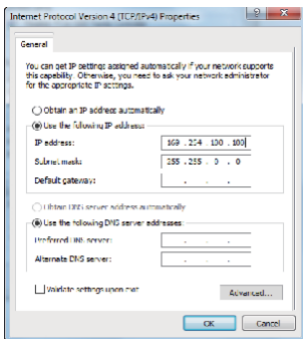 Internet Protocol Version 4 (TCP/IPv4) Properties
General
You can get IP settings assigned automatically if your network supports
this capability. Otherwise, you need to ask your network administrator
for the appropriate IP settings.
Obtain an IP address automatically
Use the following IP address:
IP address: 169 . 254 . 100 . 100
Subnet mask: 255 . 255 . 0 . 0
Default gateway: . . .
Obtain DNS server address automatically
Use the following DNS server addresses:
Preferred DNS server: . . .
Alternate DNS server: . . .
Validate settings upon exit
Advanced...
OK Cancel